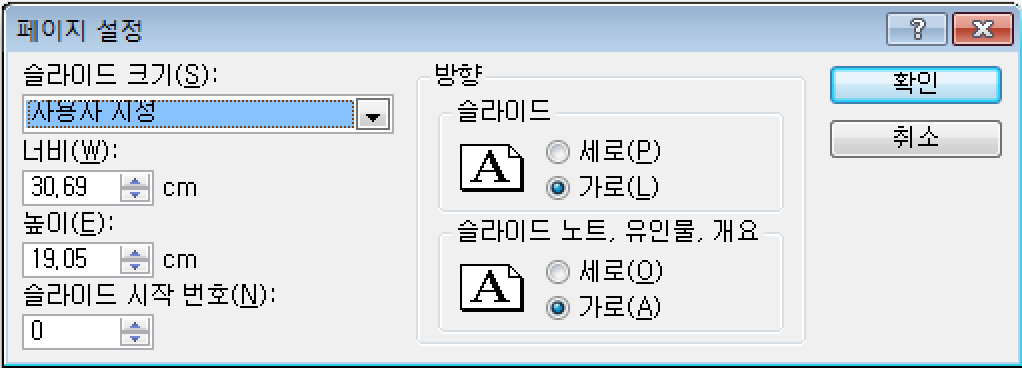 페이지 설정
슬라이드 크기(S):
사용자 지정
너비(W):
30.69 cm
높이(E):
19.05 cm
슬라이드 시작 번호(N):
0
방향
슬라이드
A
세로(P)
가로(L)
슬라이드 노트, 유인물, 개요
A
세로(O)
가로(A)
확인
취소